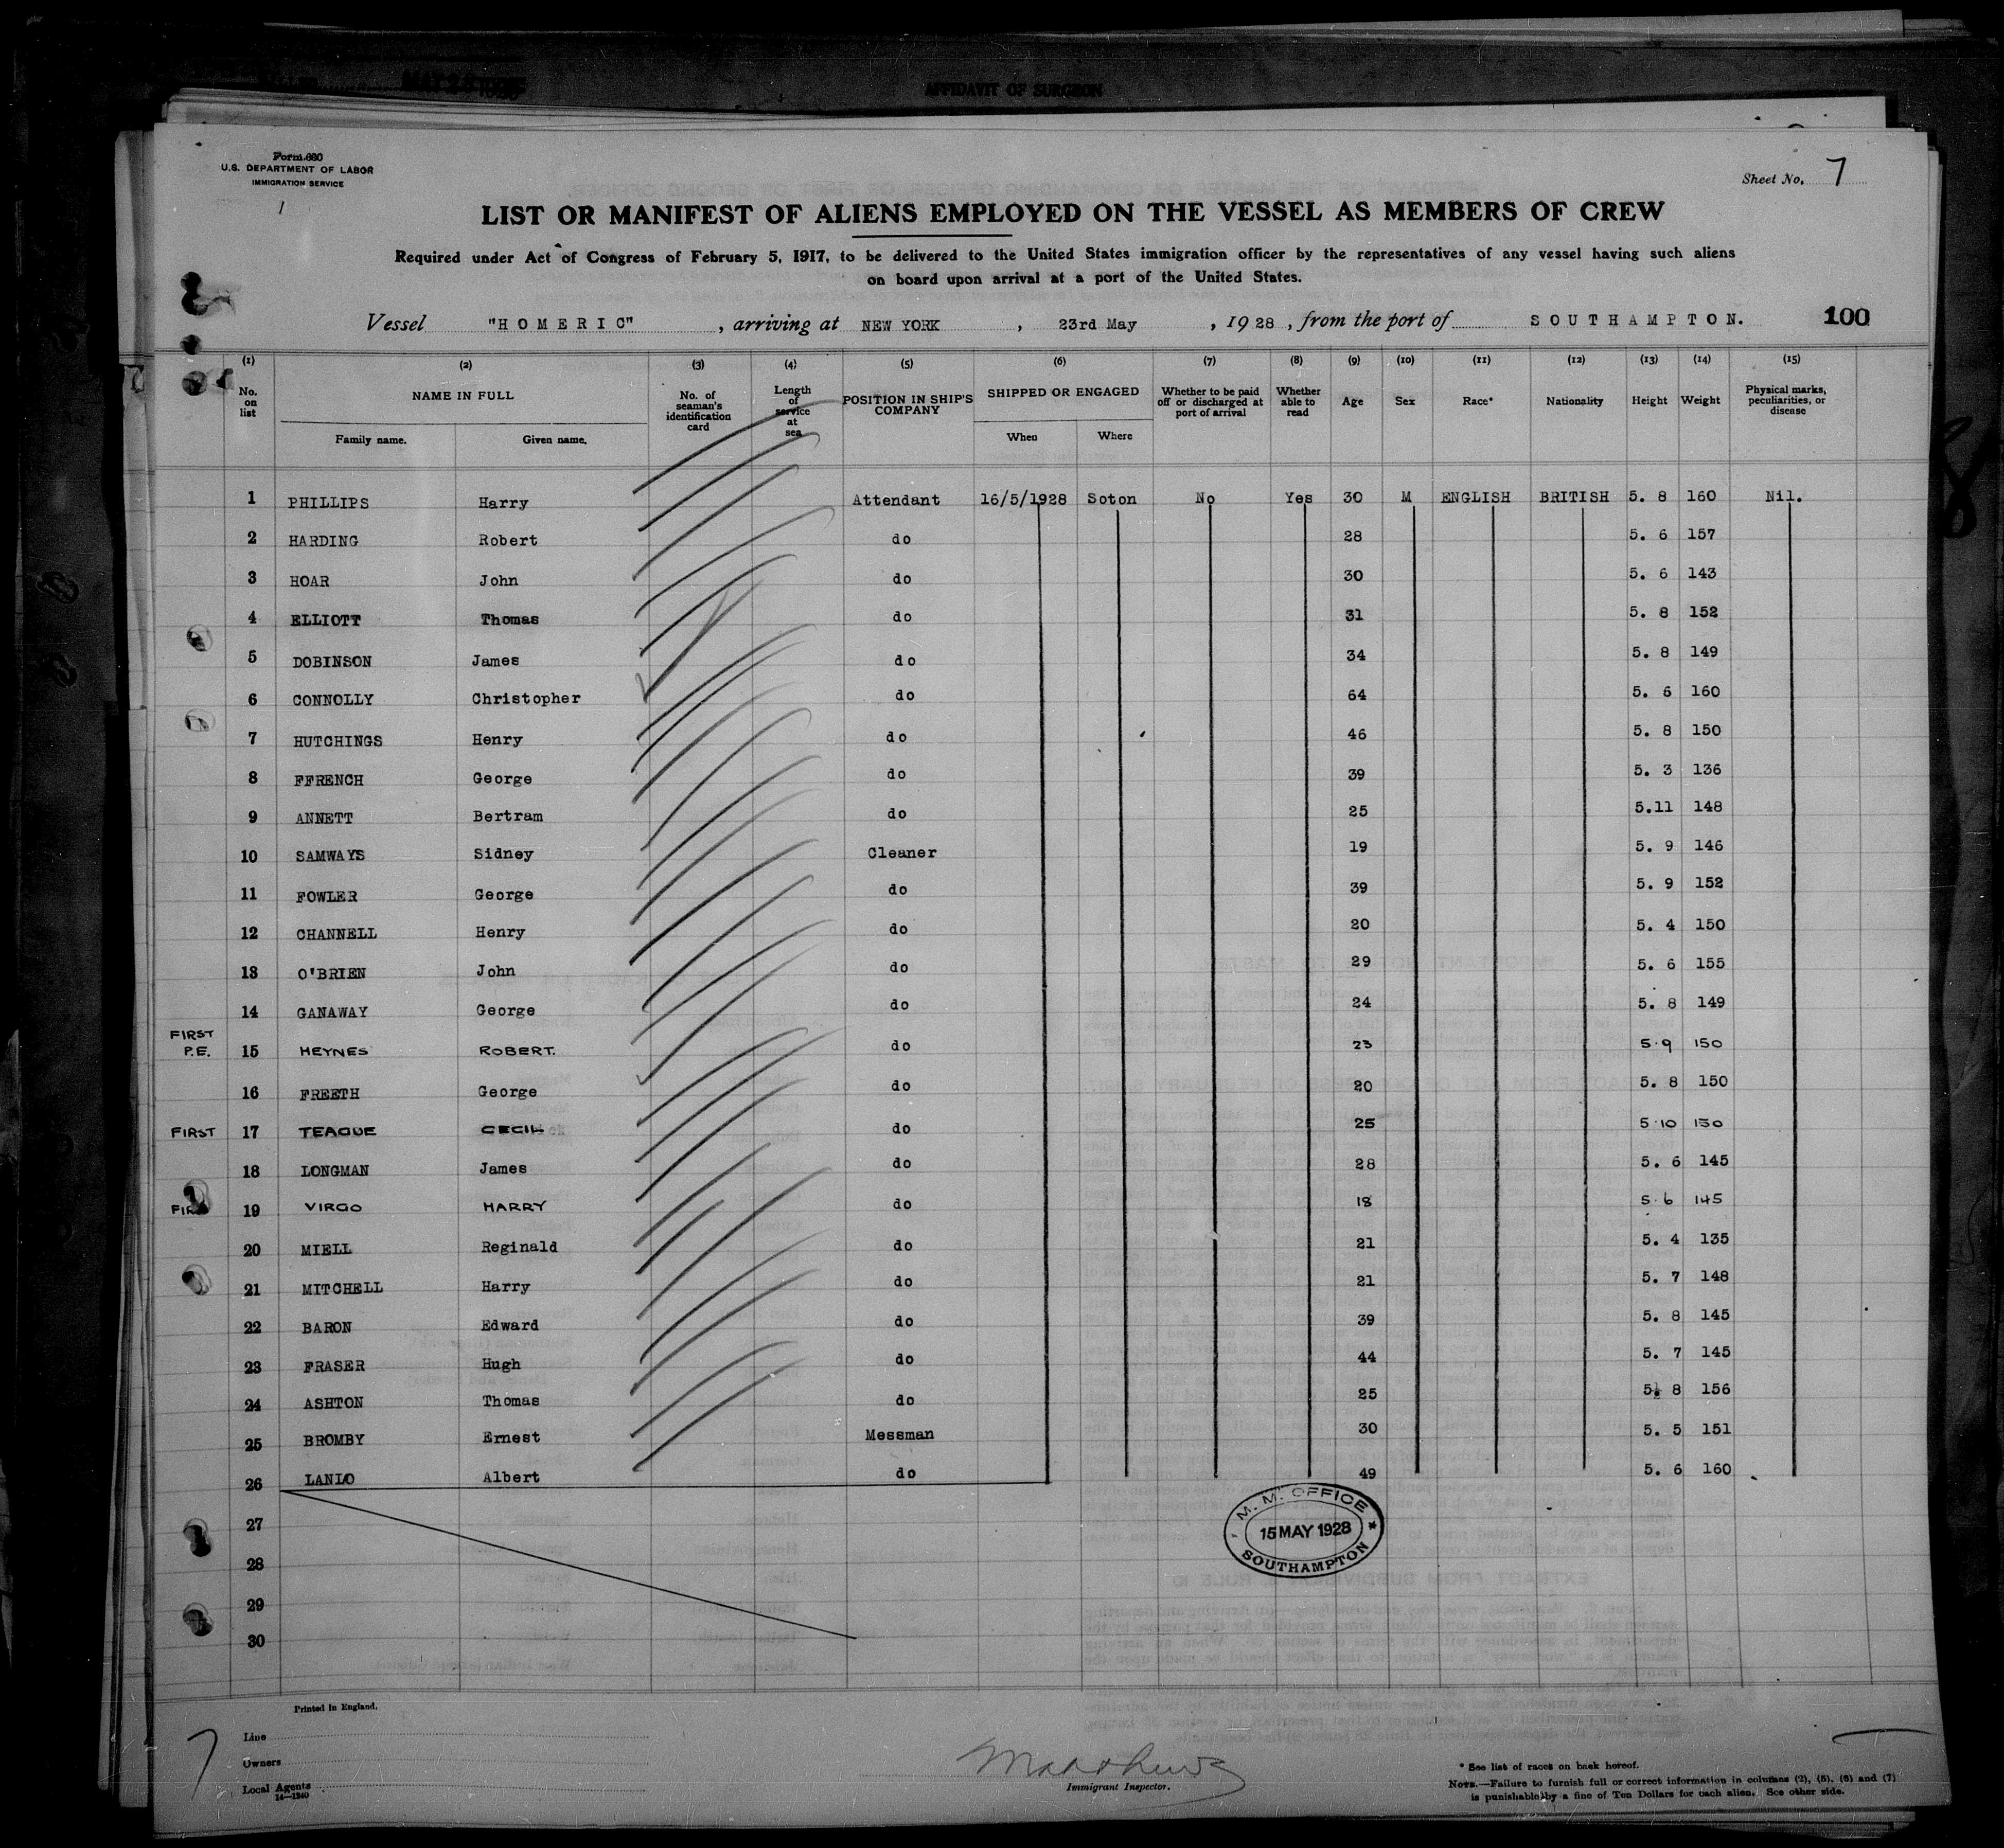 AFFIDAVIT OF SURGEON
Form 680
U.S. DEPARTMENT OF LABOR
IMMIGRATION SERVICE
Sheet No. 7
LIST OR MANIFEST OF ALIENS EMPLOYED ON THE VESSEL AS MEMBERS OF CREW
Required under Act of Congress of February 5, 1917, to be delivered to the United States immigration officer by the representatives of any vessel having such aliens
on board upon arrival at a port of the United States.
Vessel "HOMERIC", arriving at NEW YORK, 23rd May, 1928, from the port of SOUTHAMPTON. 100
(1) (2) (3) (4) (5) (6) (7) (8) (9) (10) (11) (12) (13) (14) (15)
No. on list NAME IN FULL Family name. Given name. No. of seaman's identification card Length of service at sea POSITION IN SHIP'S COMPANY SHIPPED OR ENGAGED When Where Whether to be paid off or discharged at port of arrival Whether able to read Age Sex Race* Nationality Height Weight Physical marks, peculiarities, or disease
1 PHILLIPS Harry Attendant 16/5/1928 Soton No Yes 30 M ENGLISH BRITISH 5. 8 160 Nil.
2 HARDING Robert do 28 5. 6 157
3 HOAR John do 30 5. 6 143
4 ELLIOTT Thomas do 31 5. 8 152
5 DOBINSON James do 34 5. 8 149
6 CONNOLLY Christopher do 64 5. 6 160
7 HUTCHINGS Henry do 46 5. 8 150
8 FFRENCH George do 39 5. 3 136
9 ANNETT Bertram do 25 5.11 148
10 SAMWAYS Sidney Cleaner 19 5. 9 146
11 FOWLER George do 39 5. 9 152
12 CHANNELL Henry do 20 5. 4 150
13 O'BRIEN John do 29 5. 6 155
14 GANAWAY George do 24 5. 8 149
FIRST P.E. 15 HEYNES ROBERT. do 23 5.9 150
16 FREETH George do 20 5. 8 150
FIRST 17 TEAGUE CECIL do 25 5.10 150
18 LONGMAN James do 28 5. 6 145
FIRST 19 VIRGO HARRY do 18 5.6 145
20 MIELL Reginald do 21 5. 4 135
21 MITCHELL Harry do 21 5. 7 148
22 BARON Edward do 39 5. 8 145
23 FRASER Hugh do 44 5. 7 145
24 ASHTON Thomas do 25 5. 8 156
25 BROMBY Ernest Messman 30 5. 5 151
26 Albert do 49 5. 6 160
27
28
29
30
M. M. OFFICE
15 MAY 1928
SOUTHAMPTON
Printed in England.
7
Line
Owners
Local Agents
14—1240
Immigrant Inspector.
* See list of races on back hereof.
NOTE.—Failure to furnish full or correct information in columns (2), (5), (6) and (7)
is punishable by a fine of Ten Dollars for each alien. See other side.